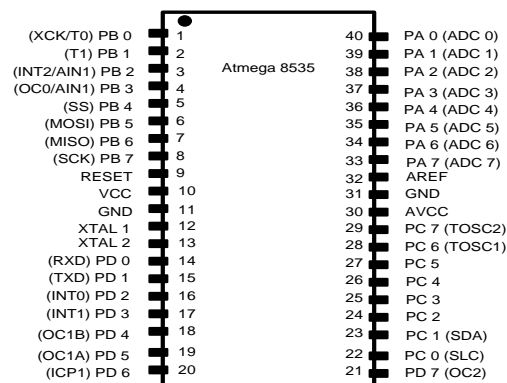 (XCK/T0) PB 0 1 40 PA 0 (ADC 0)
(T1) PB 1 2 39 PA 1 (ADC 1)
Atmega 8535
(INT2/AIN1) PB 2 3 38 PA 2 (ADC 2)
(OC0/AIN1) PB 3 4 37 PA 3 (ADC 3)
(SS) PB 4 5 36 PA 4 (ADC 4)
(MOSI) PB 5 6 35 PA 5 (ADC 5)
(MISO) PB 6 7 34 PA 6 (ADC 6)
(SCK) PB 7 8 33 PA 7 (ADC 7)
RESET 9 32 AREF
VCC 10 31 GND
GND 11 30 AVCC
XTAL 1 12 29 PC 7 (TOSC2)
XTAL 2 13 28 PC 6 (TOSC1)
(RXD) PD 0 14 27 PC 5
(TXD) PD 1 15 26 PC 4
(INT0) PD 2 16 25 PC 3
(INT1) PD 3 17 24 PC 2
(OC1B) PD 4 18 23 PC 1 (SDA)
(OC1A) PD 5 19 22 PC 0 (SLC)
(ICP1) PD 6 20 21 PD 7 (OC2)